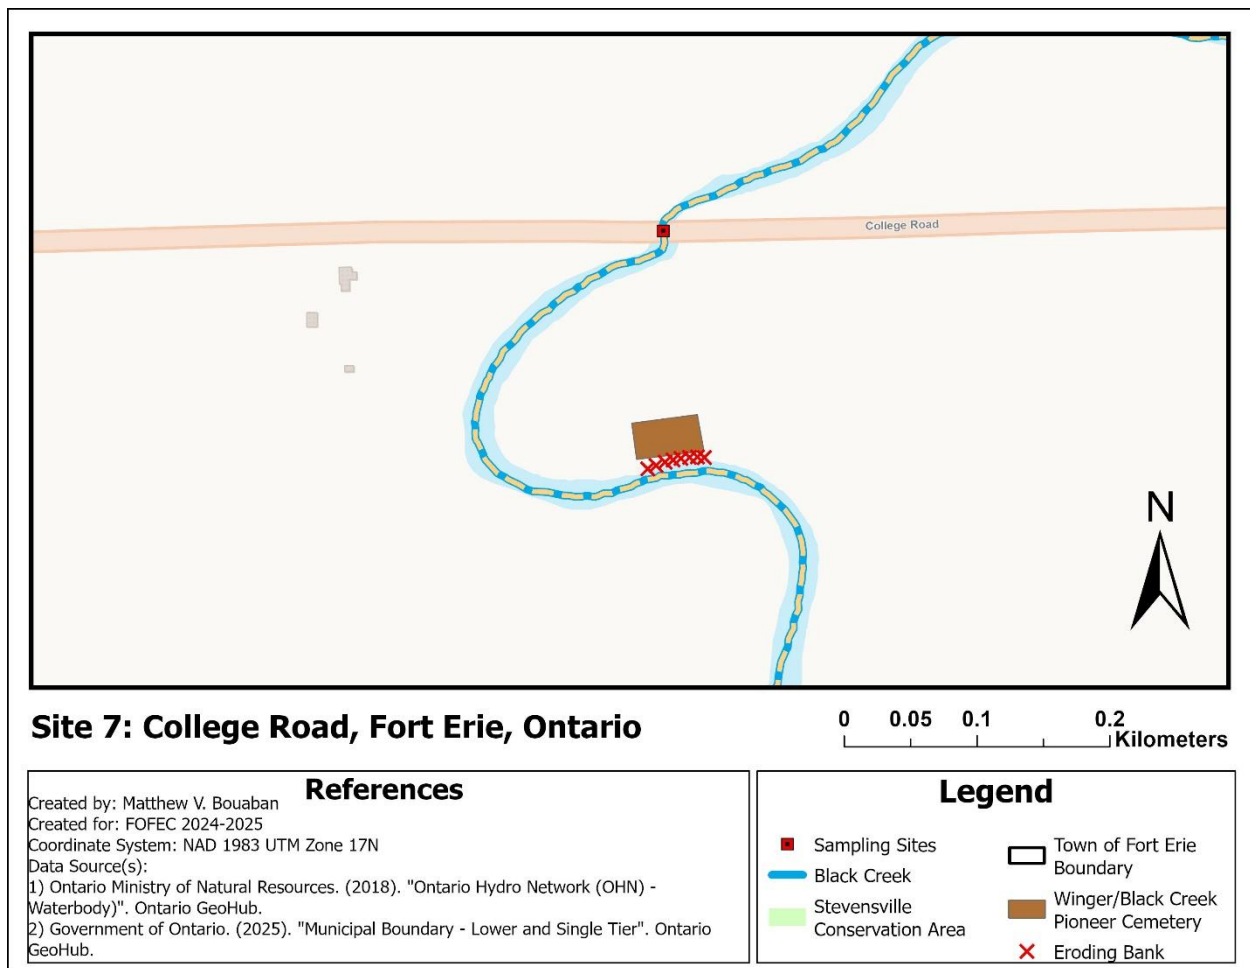 College Road
N
Site 7: College Road, Fort Erie, Ontario
0 0.05 0.1 0.2
Kilometers
References
Created by: Matthew V. Bouaban
Created for: FOFEC 2024-2025
Coordinate System: NAD 1983 UTM Zone 17N
Data Source(s):
1) Ontario Ministry of Natural Resources. (2018). "Ontario Hydro Network (OHN) -
Waterbody)". Ontario GeoHub.
2) Government of Ontario. (2025). "Municipal Boundary - Lower and Single Tier". Ontario
GeoHub.
Legend
Sampling Sites
Black Creek
Stevensville
Conservation Area
Town of Fort Erie
Boundary
Winger/Black Creek
Pioneer Cemetery
Eroding Bank